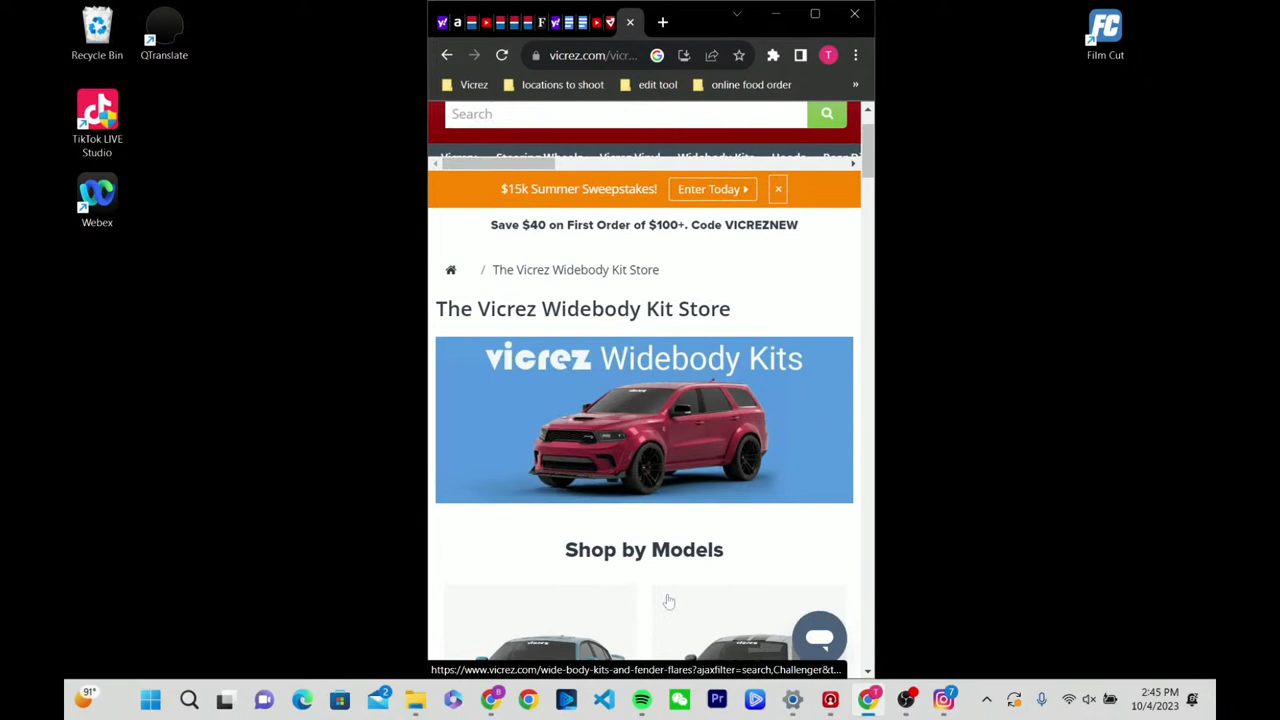 Recycle Bin
QTranslate
TikTok LIVE
Studio
Webex
Film Cut
vicrez.com/vicr...
Vicrez
locations to shoot
edit tool
online food order
»
Search
$15k Summer Sweepstakes!
Enter Today
×
Save $40 on First Order of $100+. Code VICREZNEW
/ The Vicrez Widebody Kit Store
The Vicrez Widebody Kit Store
vicrez Widebody Kits
Shop by Models
https://www.vicrez.com/wide-body-kits-and-fender-flares?ajaxfilter=search,Challenger&t...
91°
2:45 PM
10/4/2023